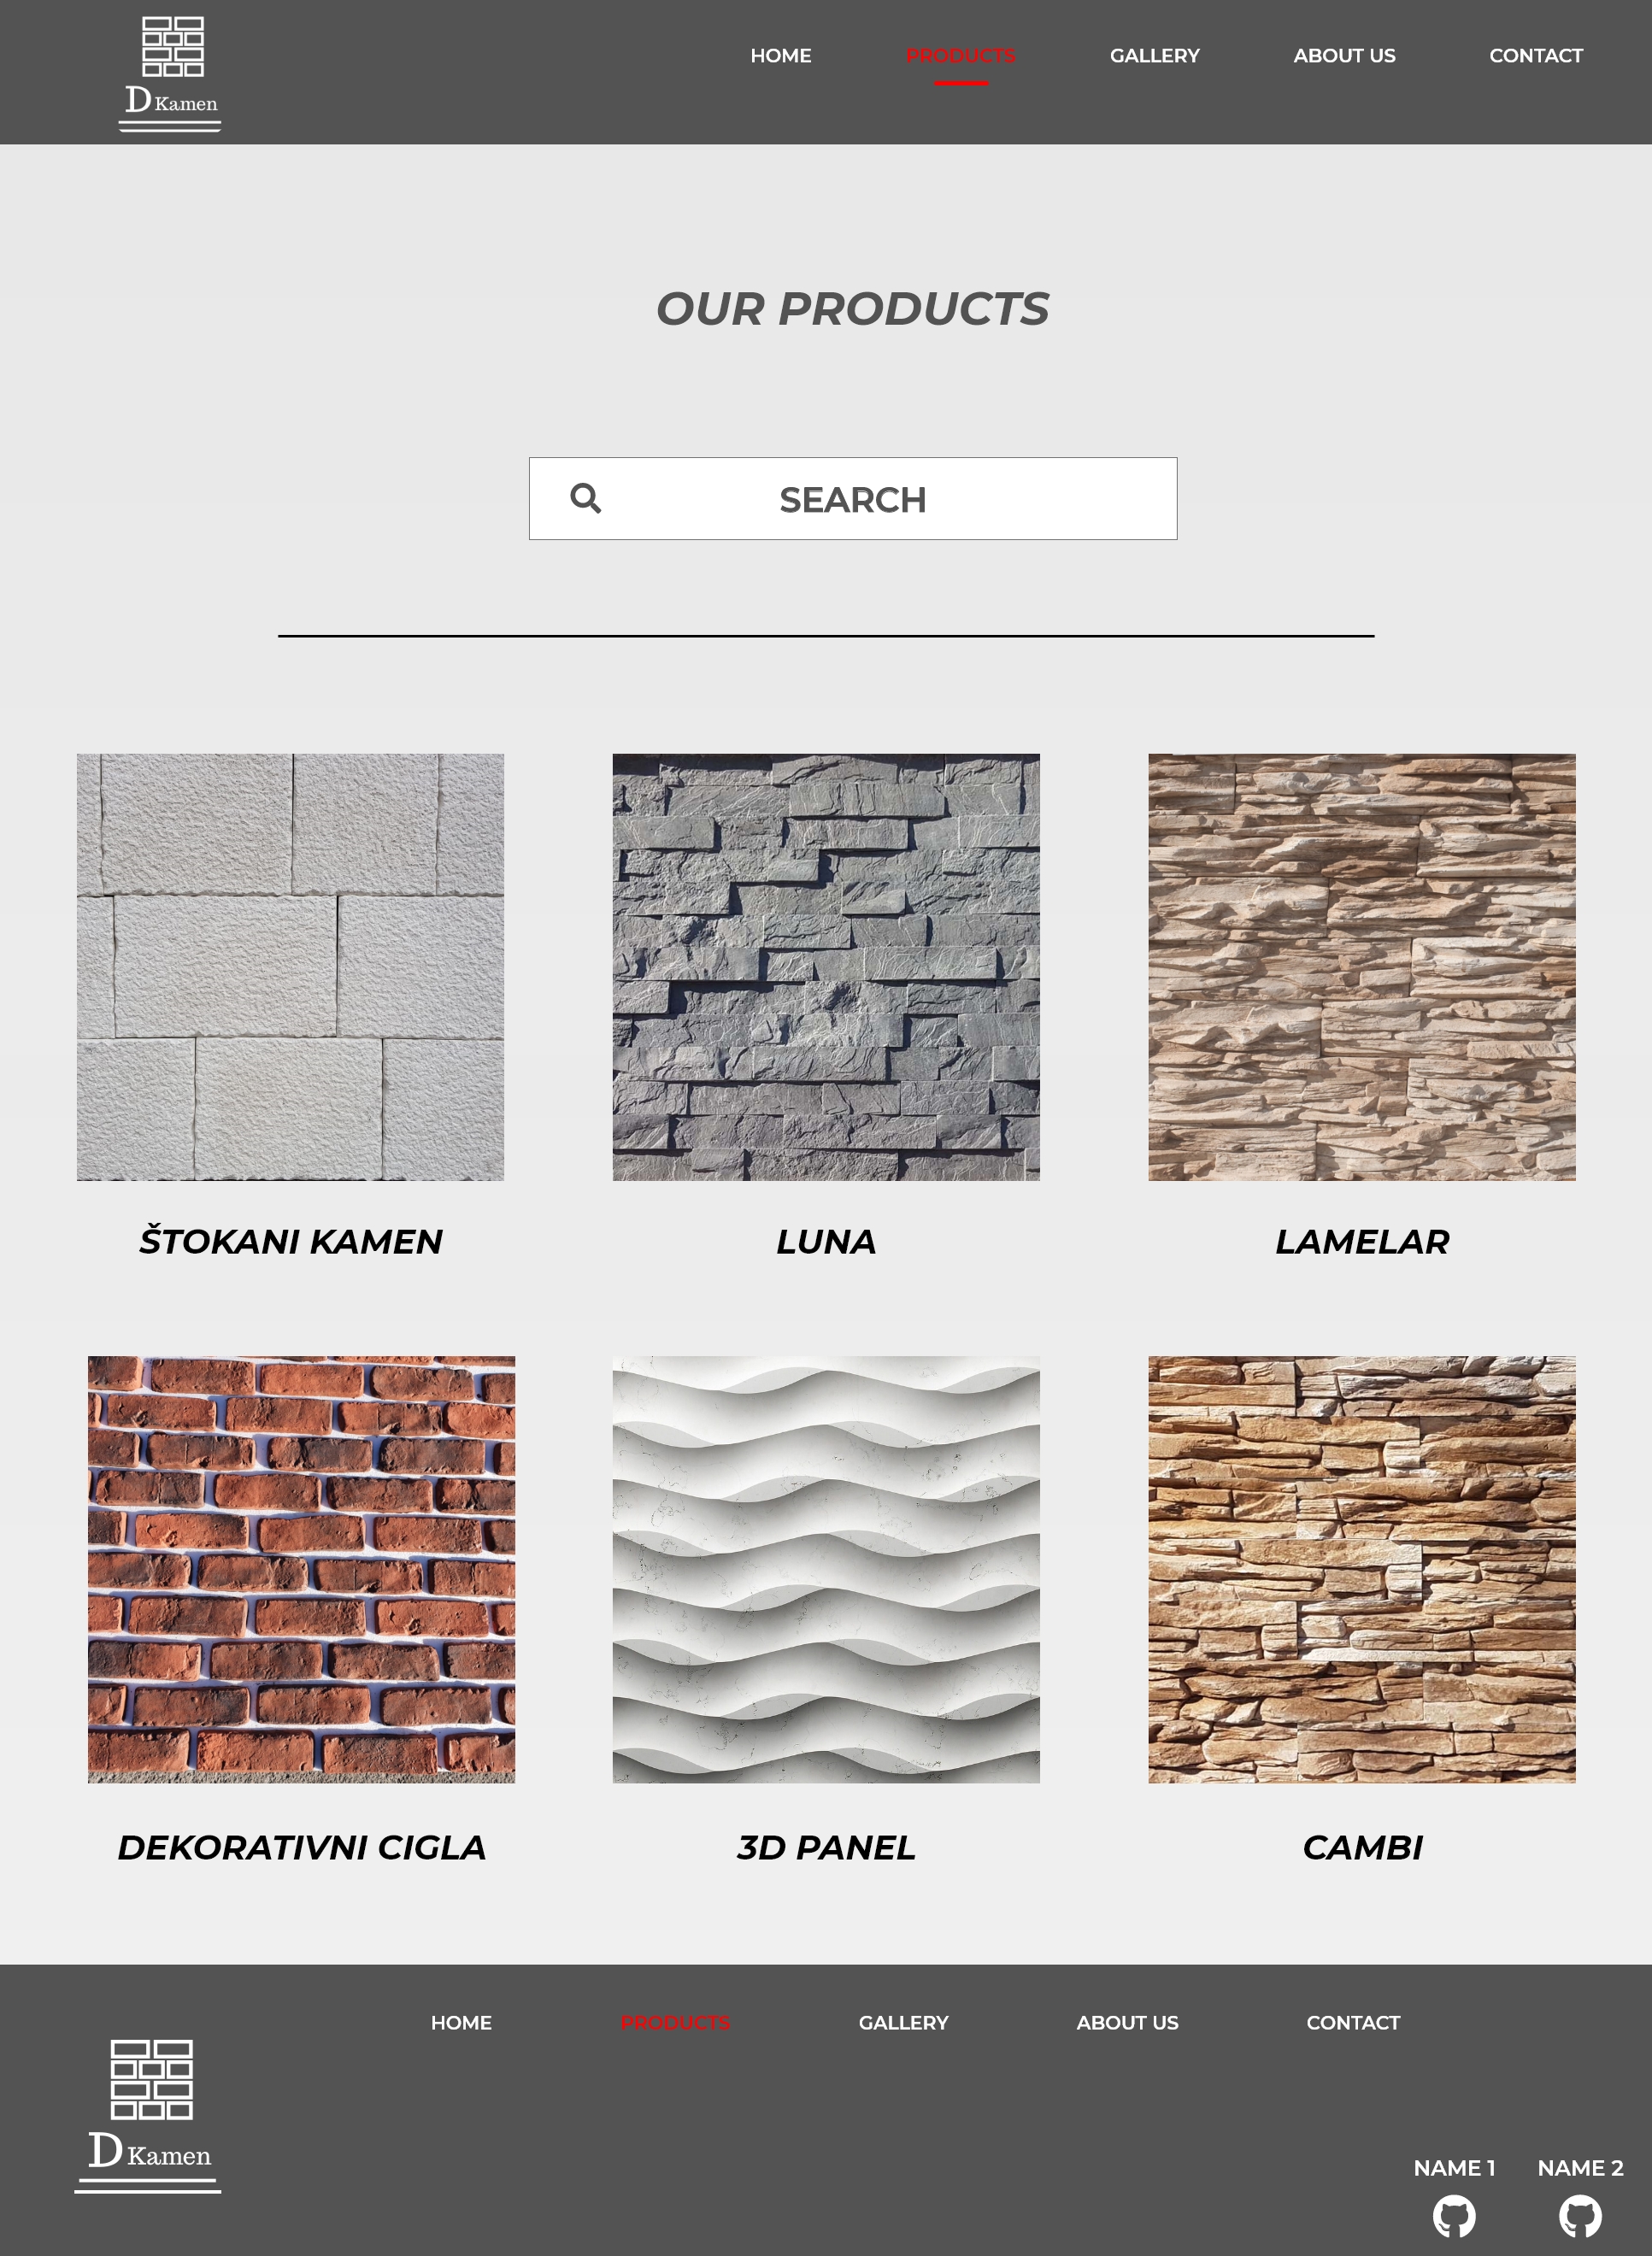 HOME PRODUCTS GALLERY ABOUT US CONTACT
D Kamen
OUR PRODUCTS
SEARCH
ŠTOKANI KAMEN LUNA LAMELAR
DEKORATIVNI CIGLA 3D PANEL CAMBI
HOME PRODUCTS GALLERY ABOUT US CONTACT
D Kamen
NAME 1 NAME 2